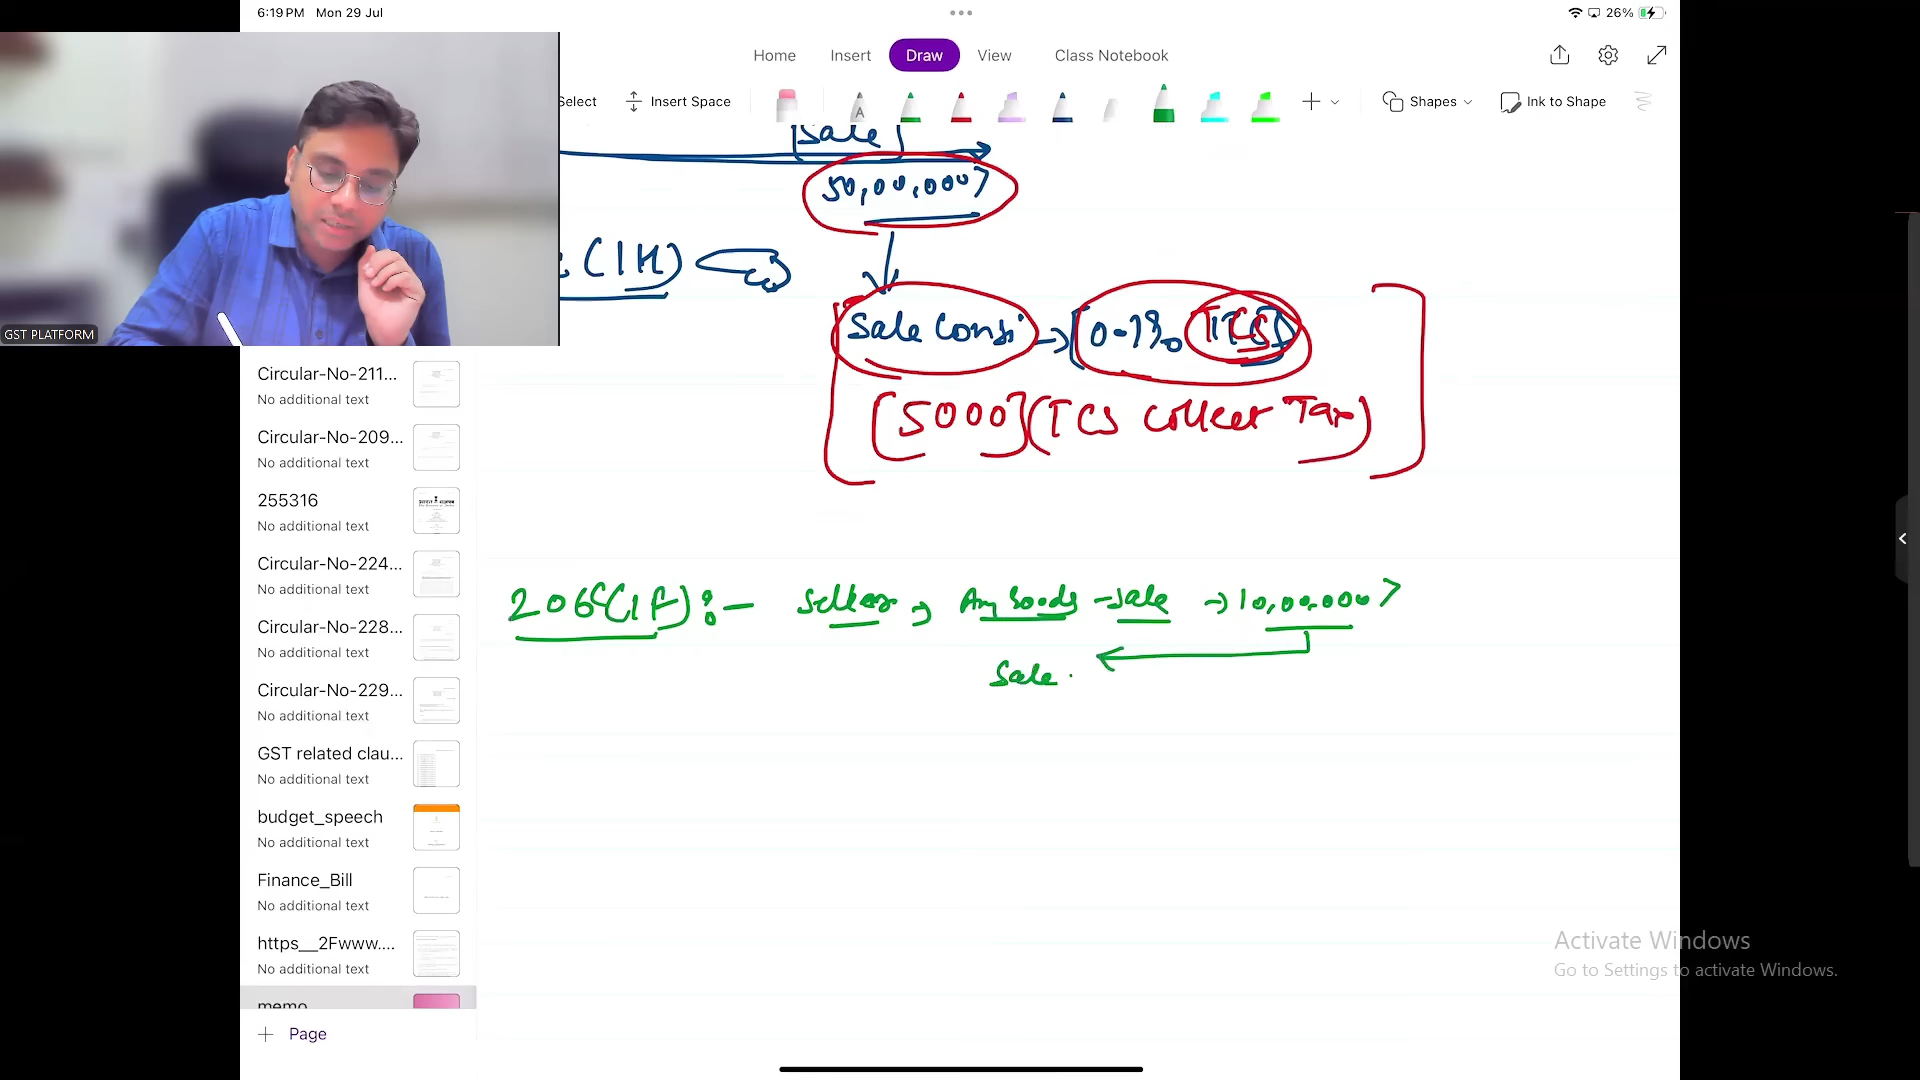 6:19 PM Mon 29 Jul
26%
Home Insert Draw View Class Notebook
Select Insert Space Shapes Ink to Shape
A
[Sale]
50,00,000>
(1H)
Sale Consi → [0.1% TCS]
[5000] (TCS Collect Tax)
GST PLATFORM
Circular-No-211...
No additional text
Circular-No-209...
No additional text
255316
No additional text
Circular-No-224...
No additional text
Circular-No-228...
No additional text
Circular-No-229...
No additional text
GST related clau...
No additional text
budget_speech
No additional text
Finance_Bill
No additional text
https__2Fwww....
No additional text
memo
Page
206C(1F):- Seller → Any Goods - Sale → 10,00,000>
Sale.
Activate Windows
Go to Settings to activate Windows.